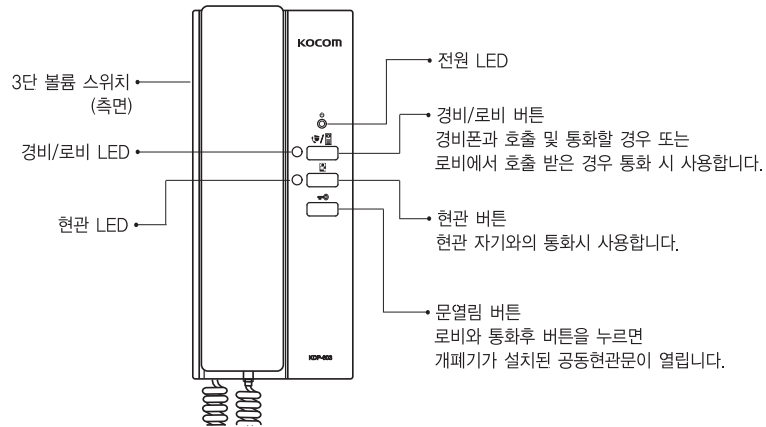 KOCOM
전원 LED
3단 볼륨 스위치
(측면)
경비/로비 버튼
경비폰과 호출 및 통화할 경우 또는
로비에서 호출 받은 경우 통화 시 사용합니다.
경비/로비 LED
현관 LED
현관 버튼
현관 자기와의 통화시 사용합니다.
문열림 버튼
로비와 통화후 버튼을 누르면
개폐기가 설치된 공동현관문이 열립니다.
KDP-603